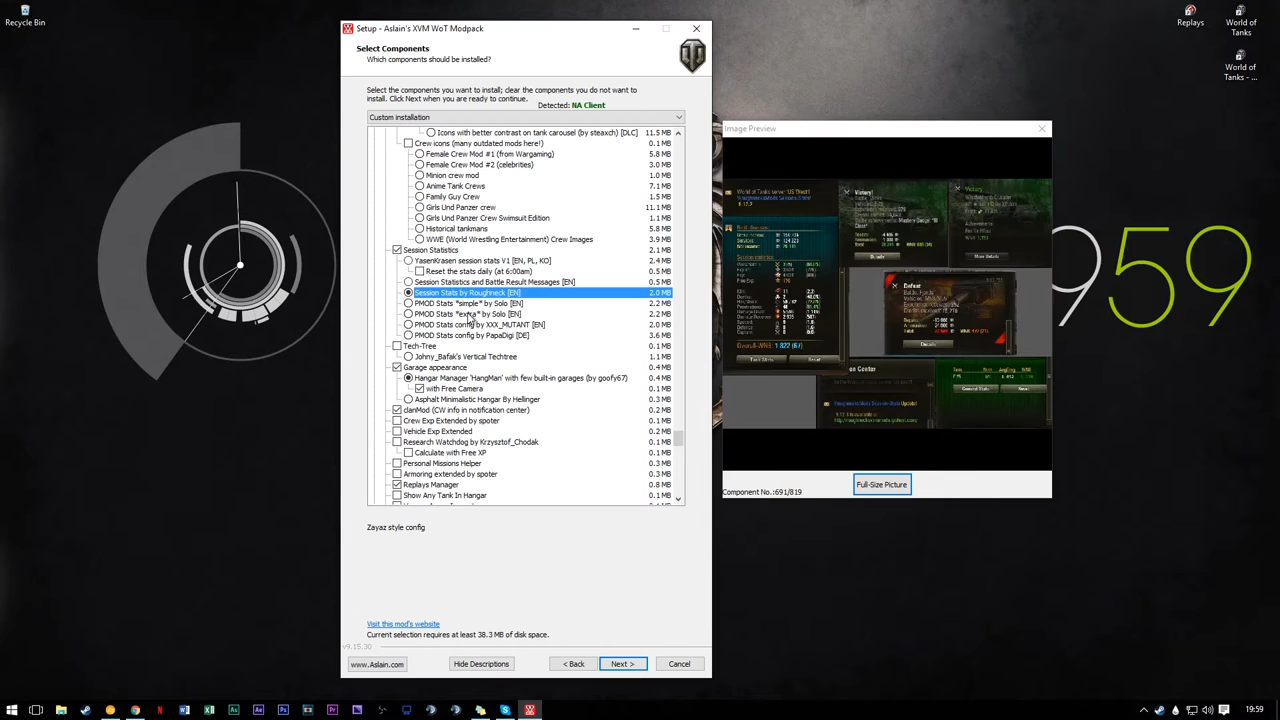 Recycle Bin
Replays
World of
Tanks
World of
Tanks - ...
Setup - Aslain's XVM WoT Modpack
Select Components
Which components should be installed?
Select the components you want to install; clear the components you do not want to
install. Click Next when you are ready to continue.
Detected: NA Client
Custom installation
Icons with better contrast on tank carousel (by steaxch) [DLC] 11.5 MB
Crew icons (many outdated mods here!) 0.1 MB
Female Crew Mod #1 (from Wargaming) 5.8 MB
Female Crew Mod #2 (celebrities) 3.0 MB
Minion crew mod 1.0 MB
Anime Tank Crews 7.1 MB
Family Guy Crew 1.5 MB
Girls Und Panzer crew 11.1 MB
Girls Und Panzer Crew Swimsuit Edition 1.1 MB
Historical tankmans 5.8 MB
WWE (World Wrestling Entertainment) Crew Images 3.9 MB
Session Statistics 2.1 MB
YasenKrasen session stats V1 [EN, PL, KO] 2.4 MB
Reset the stats daily (at 6:00am) 0.5 MB
Session Statistics and Battle Result Messages [EN] 0.5 MB
Session Stats by Roughneck [EN] 2.0 MB
PMOD Stats *simple* by Solo [EN] 2.2 MB
PMOD Stats *extra* by Solo [EN] 2.2 MB
PMOD Stats config by XXX_MUTANT [EN] 2.0 MB
PMOD Stats config by PapaDigi [DE] 3.6 MB
Tech-Tree 0.1 MB
Johny_Bafak's Vertical Techtree 1.1 MB
Garage appearance 0.4 MB
Hangar Manager 'HangMan' with few built-in garages (by goofy67) 0.4 MB
with Free Camera 0.1 MB
Asphalt Minimalistic Hangar By Hellinger 0.3 MB
danMod (CW info in notification center) 0.2 MB
Crew Exp Extended by spoter 0.1 MB
Vehicle Exp Extended 0.2 MB
Research Watchdog by Krzysztof_Chodak 0.1 MB
Calculate with Free XP 0.1 MB
Personal Missions Helper 0.3 MB
Armoring extended by spoter 0.3 MB
Replays Manager 0.8 MB
Show Any Tank In Hangar 0.1 MB
Zayaz style config
Visit this mod's website
Current selection requires at least 38.3 MB of disk space.
v9.15.30
www.Aslain.com
Hide Descriptions
< Back
Next >
Cancel
Image Preview
Victory!
Victory
Details
More Details
Defeat
Details
Reset
General Stats
Component No.:691/819
Full-Size Picture
959
19:59